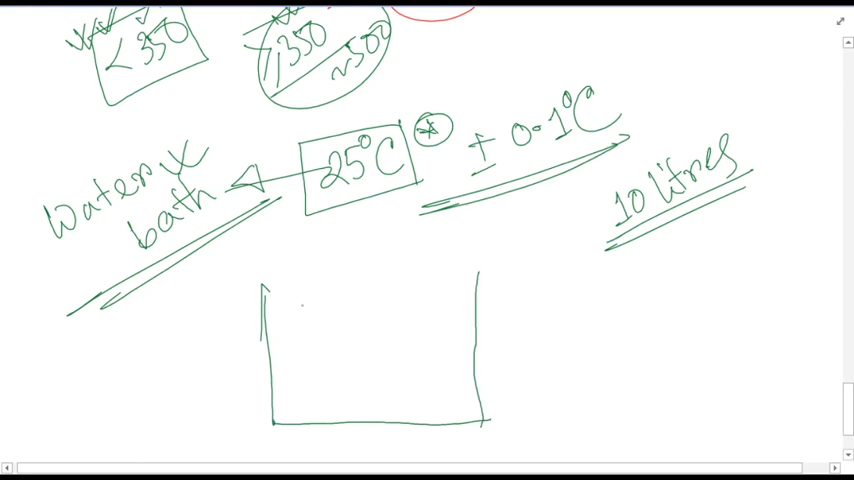 < 350
350
~500
25°C * ± 0.1°C
Water
bath
10 litres